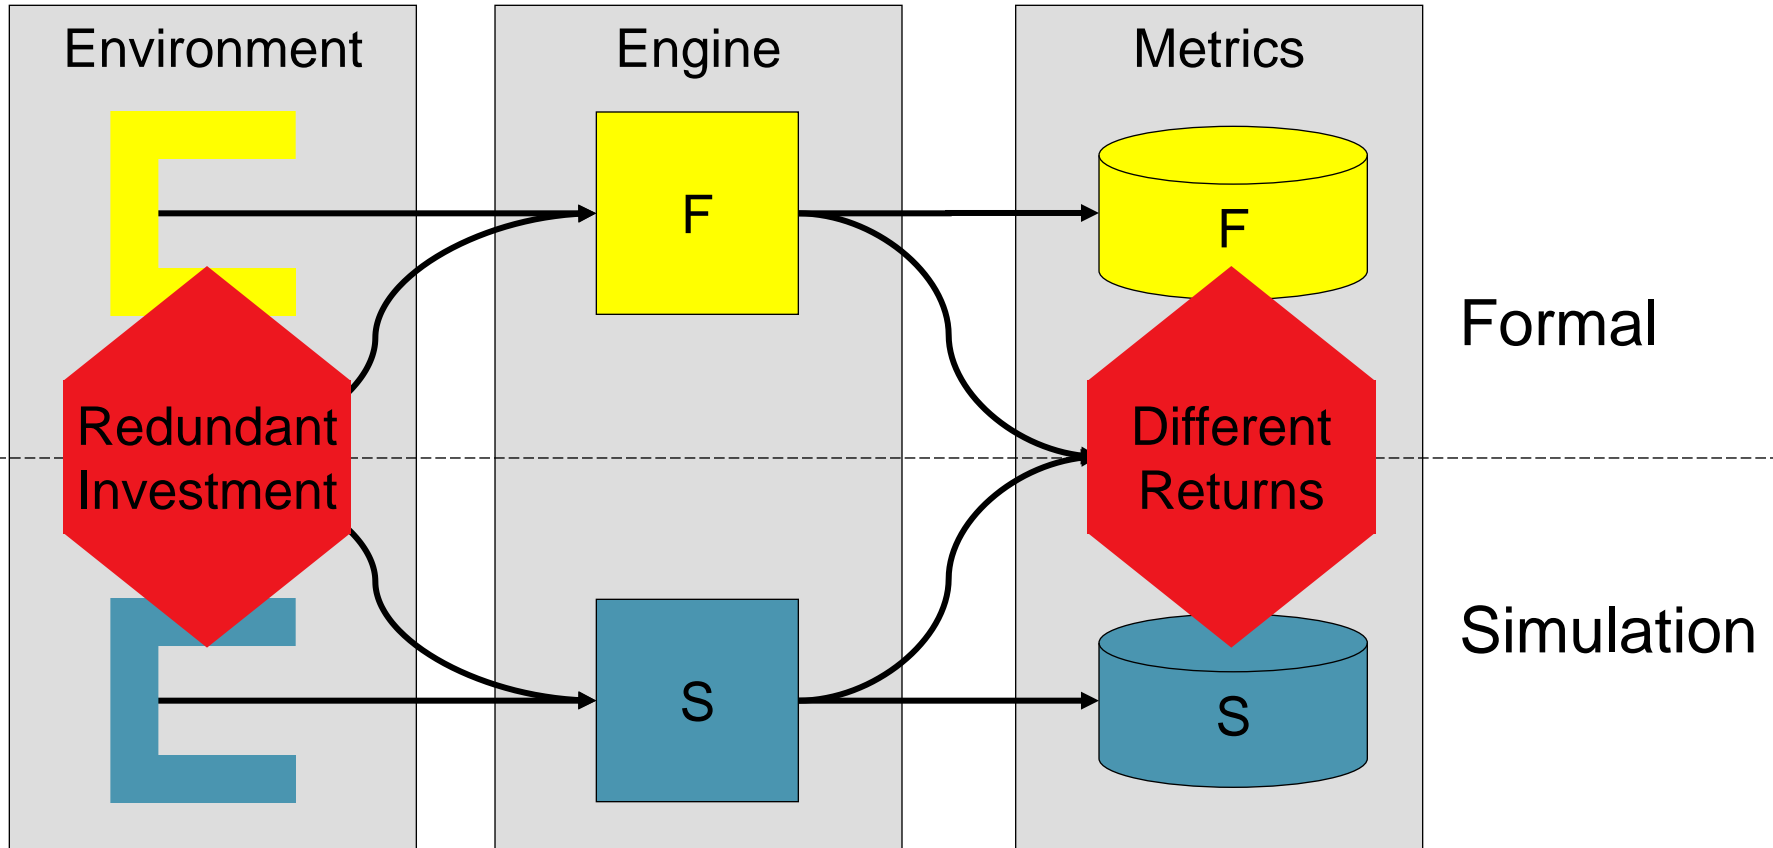 Environment
Engine
Metrics
F
F
Formal
Redundant
Investment
Different
Returns
Simulation
S
S